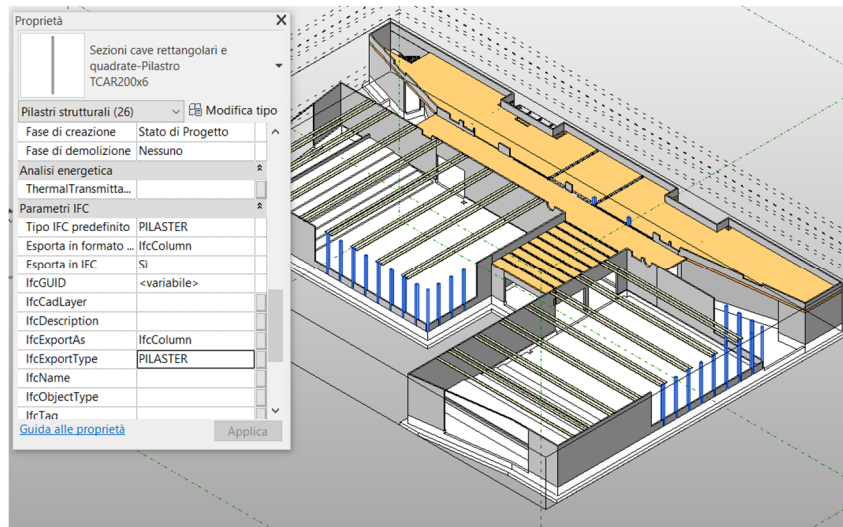 Proprietà
Sezioni cave rettangolari e
quadrate-Pilastro
TCAR200x6
Pilastri strutturali (26)
Modifica tipo
Fase di creazione Stato di Progetto
Fase di demolizione Nessuno
Analisi energetica
ThermalTransmitta...
Parametri IFC
Tipo IFC predefinito PILASTER
Esporta in formato ... IfcColumn
Esporta in IFC Sì
IfcGUID <variabile>
IfcCadLayer
IfcDescription
IfcExportAs IfcColumn
IfcExportType PILASTER
IfcName
IfcObjectType
IfcTag
Guida alle proprietà
Applica